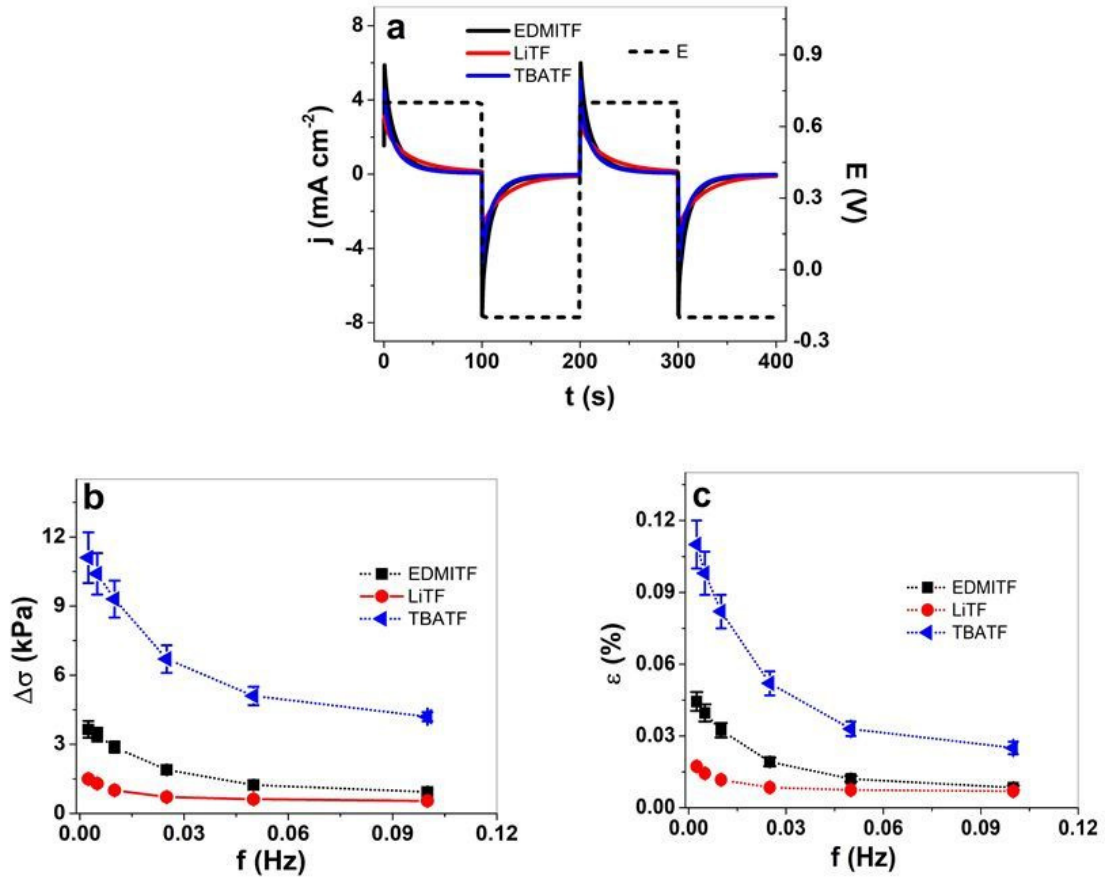 a
EDMITF
LiTF
TBATF
E
8
4
0
-4
-8
j (mA cm-2)
0.9
0.6
0.3
0.0
-0.3
E (V)
0 100 200 300 400
t (s)
b
EDMITF
LiTF
TBATF
12
9
6
3
0
Δσ (kPa)
0.00 0.03 0.06 0.09 0.12
f (Hz)
c
EDMITF
LiTF
TBATF
0.12
0.09
0.06
0.03
0.00
ε (%)
0.00 0.03 0.06 0.09 0.12
f (Hz)